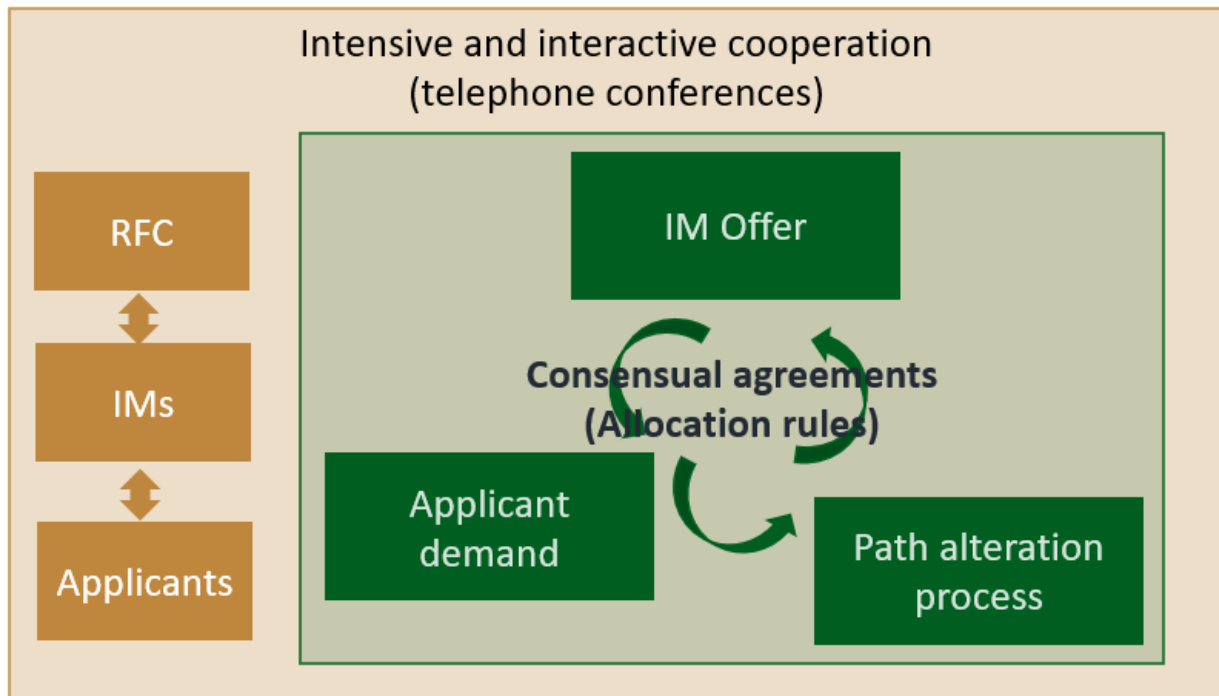 Intensive and interactive cooperation
(telephone conferences)
RFC
IMs
Applicants
IM Offer
Consensual agreements
(Allocation rules)
Applicant
demand
Path alteration
process